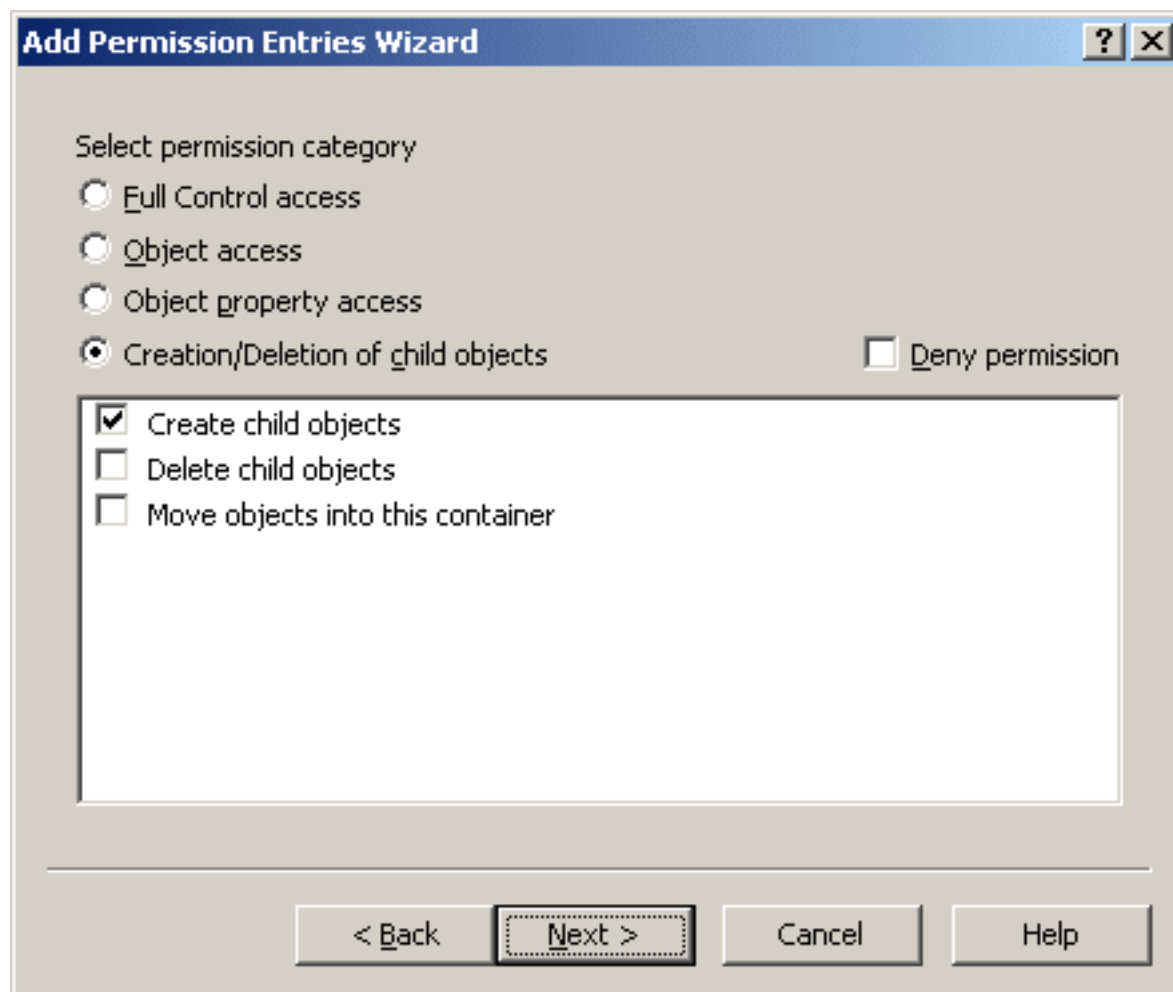 Add Permission Entries Wizard
Select permission category
Full Control access
Object access
Object property access
Creation/Deletion of child objects
Deny permission
Create child objects
Delete child objects
Move objects into this container
< Back
Next >
Cancel
Help